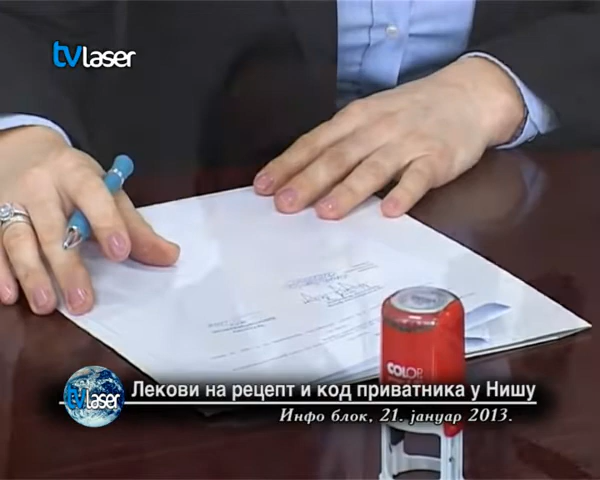 tvlaser
COLOP
tvlaser
Лекови на рецепт и код приватника у Нишу
Инфо блок, 21. јануар 2013.